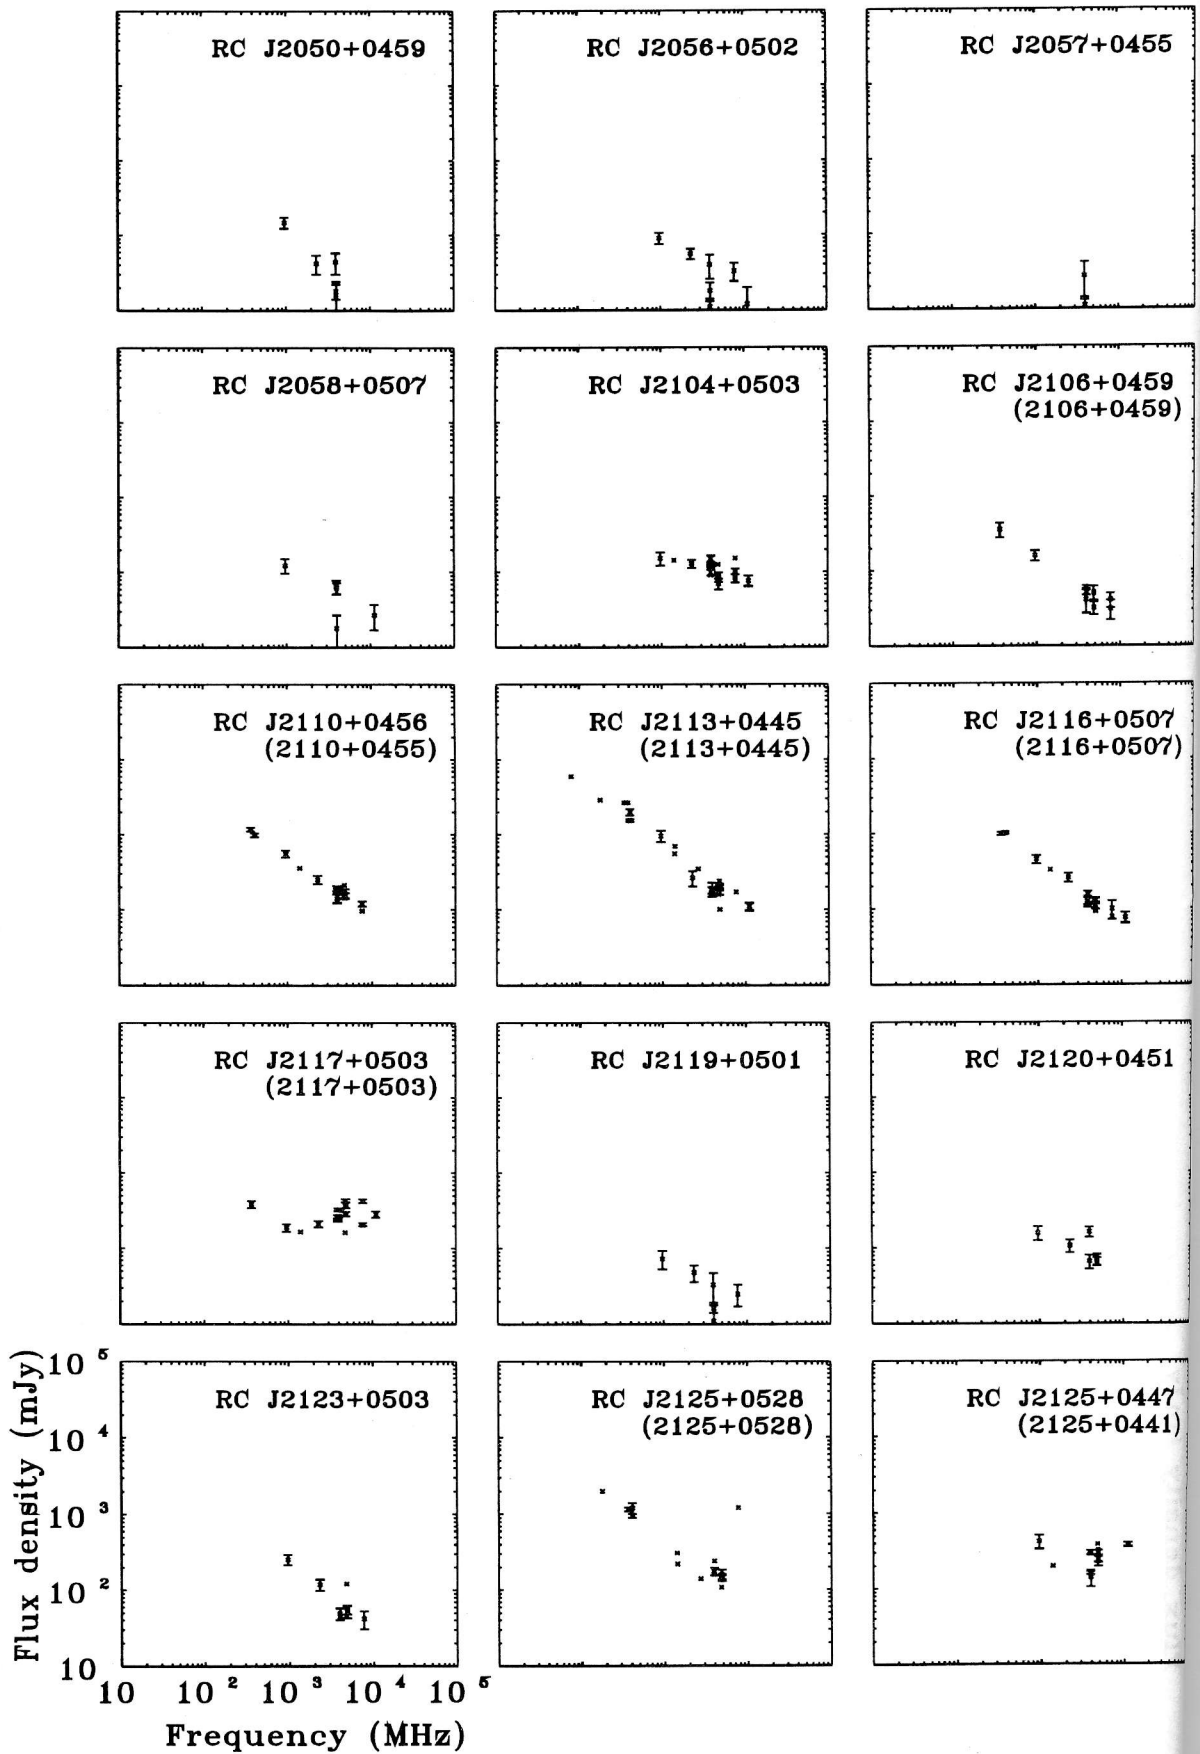 RC J2050+0459
RC J2056+0502
RC J2057+0455
RC J2058+0507
RC J2104+0503
RC J2106+0459
(2106+0459)
RC J2110+0456
(2110+0455)
RC J2113+0445
(2113+0445)
RC J2116+0507
(2116+0507)
RC J2117+0503
(2117+0503)
RC J2119+0501
RC J2120+0451
RC J2123+0503
RC J2125+0528
(2125+0528)
RC J2125+0447
(2125+0441)
Flux density (mJy)
10 ⁵
10 ⁴
10 ³
10 ²
10
10 10 ² 10 ³ 10 ⁴ 10 ⁵
Frequency (MHz)